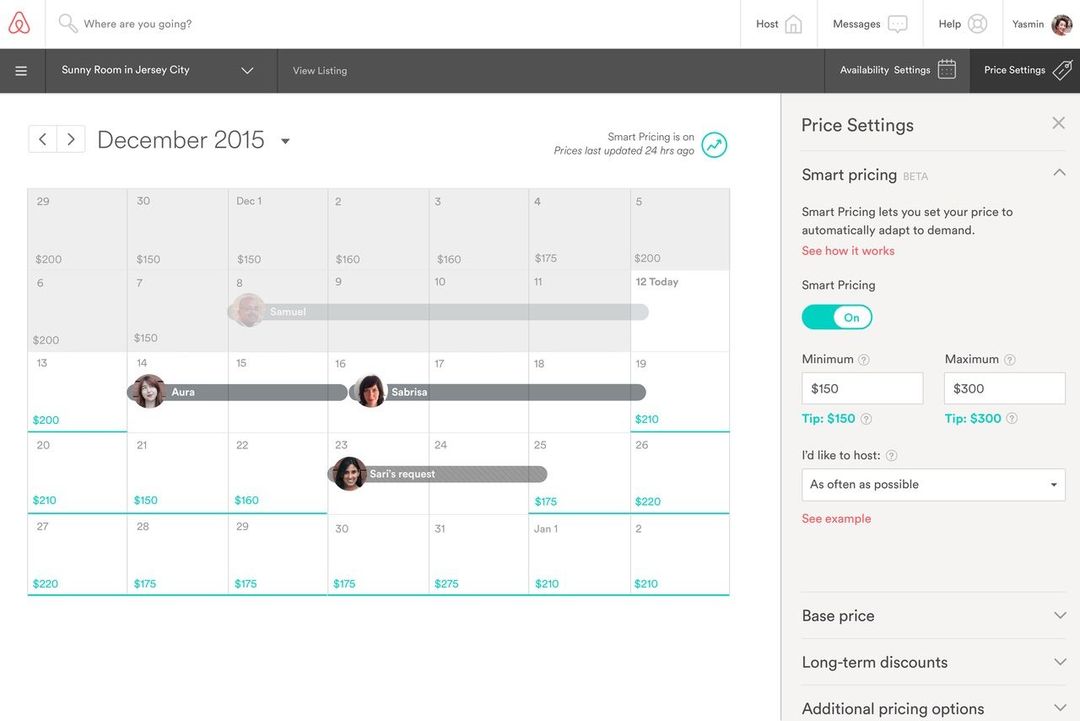 Where are you going?
Host
Messages
Help
Yasmin
Sunny Room in Jersey City
View Listing
Availability Settings
Price Settings
December 2015
Smart Pricing is on
Prices last updated 24 hrs ago
29 30 Dec 1 2 3 4 5
$200 $150 $150 $160 $160 $175 $200
6 7 8 9 10 11 12 Today
Samuel
$200 $150
13 14 15 16 17 18 19
Aura Sabrisa
$200 $210
20 21 22 23 24 25 26
Sari's request
$210 $150 $160 $175 $220
27 28 29 30 31 Jan 1 2
$220 $175 $175 $175 $275 $210 $210
Price Settings
Smart pricing BETA
Smart Pricing lets you set your price to
automatically adapt to demand.
See how it works
Smart Pricing
On
Minimum ? Maximum ?
$150 $300
Tip: $150 ? Tip: $300 ?
I'd like to host: ?
As often as possible
See example
Base price
Long-term discounts
Additional pricing options